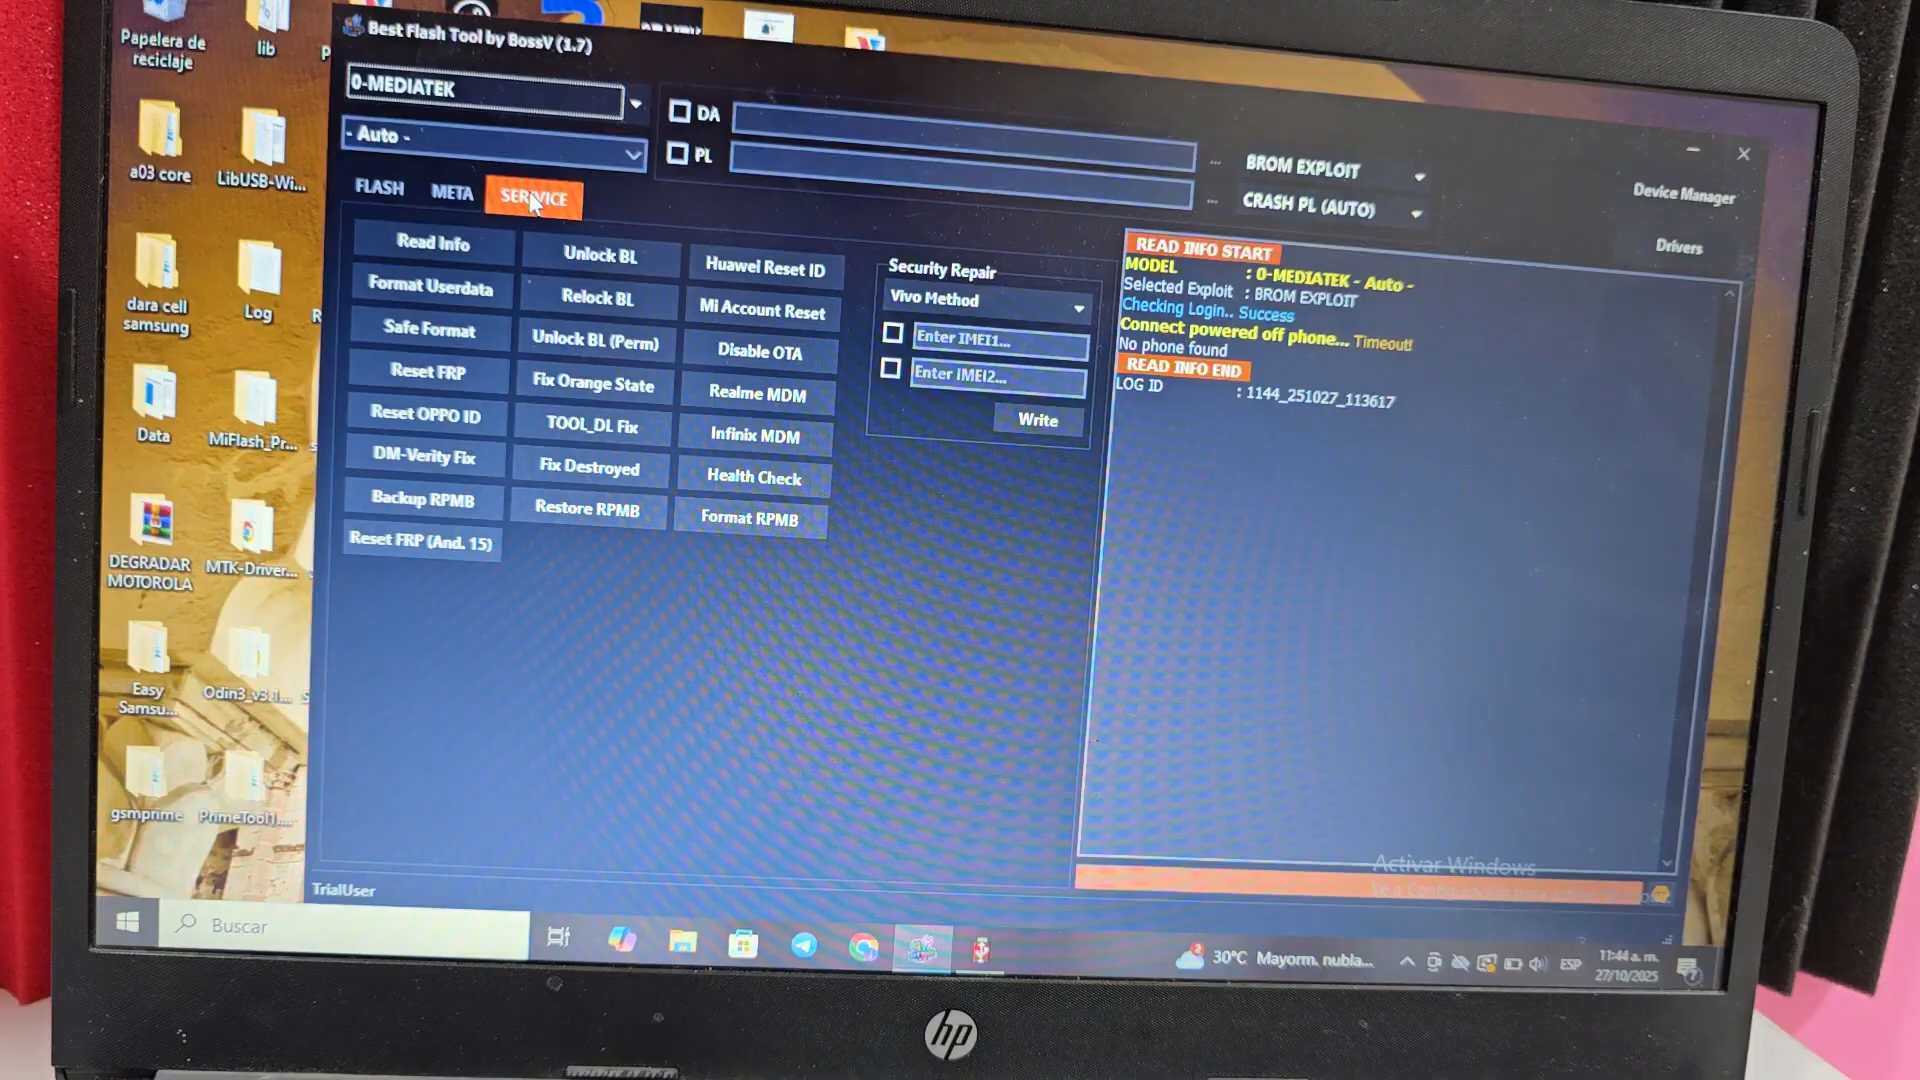 Papelera de
reciclaje
lib
a03 core
LibUSB-Wi...
dara cell
samsung
Log
Data
MiFlash_Pr...
DEGRADAR
MOTOROLA
MTK-Driver...
Easy
Samsu...
Odin3_v3.1...
gsmprime
PrimeTool1....
Best Flash Tool by BossV (1.7)
0-MEDIATEK
- Auto -
DA
PL
...
...
BROM EXPLOIT
CRASH PL (AUTO)
Device Manager
Drivers
FLASH
META
SERVICE
Read Info
Unlock BL
Huawei Reset ID
Format Userdata
Relock BL
Mi Account Reset
Safe Format
Unlock BL (Perm)
Disable OTA
Reset FRP
Fix Orange State
Realme MDM
Reset OPPO ID
TOOL_DL Fix
Infinix MDM
DM-Verity Fix
Fix Destroyed
Health Check
Backup RPMB
Restore RPMB
Format RPMB
Reset FRP (And. 15)
Security Repair
Vivo Method
Enter IMEI1...
Enter IMEI2...
Write
READ INFO START
MODEL : 0-MEDIATEK - Auto -
Selected Exploit : BROM EXPLOIT
Checking Login.. Success
Connect powered off phone... Timeout!
No phone found
READ INFO END
LOG ID : 1144_251027_113617
Activar Windows
TrialUser
Buscar
2
30°C Mayorm. nubla...
ESP
11:44 a. m.
27/10/2025
7
hp